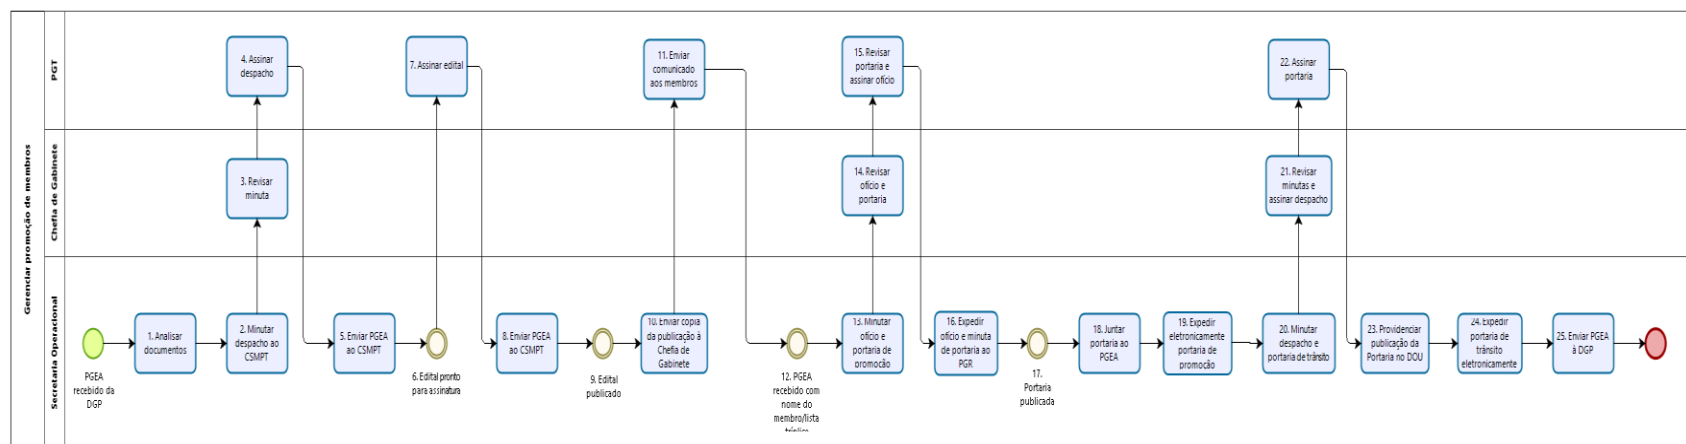 Gerenciar promoção de membros
PGT
Chefia de Gabinete
Secretaria Operacional
PGEA
recebido da
DGP
1. Analisar
documentos
2. Minutar
despacho ao
CSMPT
3. Revisar
minuta
4. Assinar
despacho
5. Enviar PGEA
ao CSMPT
6. Edital pronto
para assinatura
7. Assinar edital
8. Enviar PGEA
ao CSMPT
9. Edital
publicado
10. Enviar cópia
da publicação à
Chefia de
Gabinete
11. Enviar
comunicado
aos membros
12. PGEA
recebido com
nome do
membro/lista
tríplice
13. Minutar
ofício e
portaria de
promoção
14. Revisar
ofício e
portaria
15. Revisar
portaria e
assinar ofício
16. Expedir
ofício e minuta
de portaria ao
PGR
17.
Portaria
publicada
18. Juntar
portaria ao
PGEA
19. Expedir
eletronicamente
portaria de
promoção
20. Minutar
despacho e
portaria de trânsito
21. Revisar
minutas e
assinar despacho
22. Assinar
portaria
23. Providenciar
publicação da
Portaria no DOU
24. Expedir
portaria de
trânsito
eletronicamente
25. Enviar PGEA
à DGP